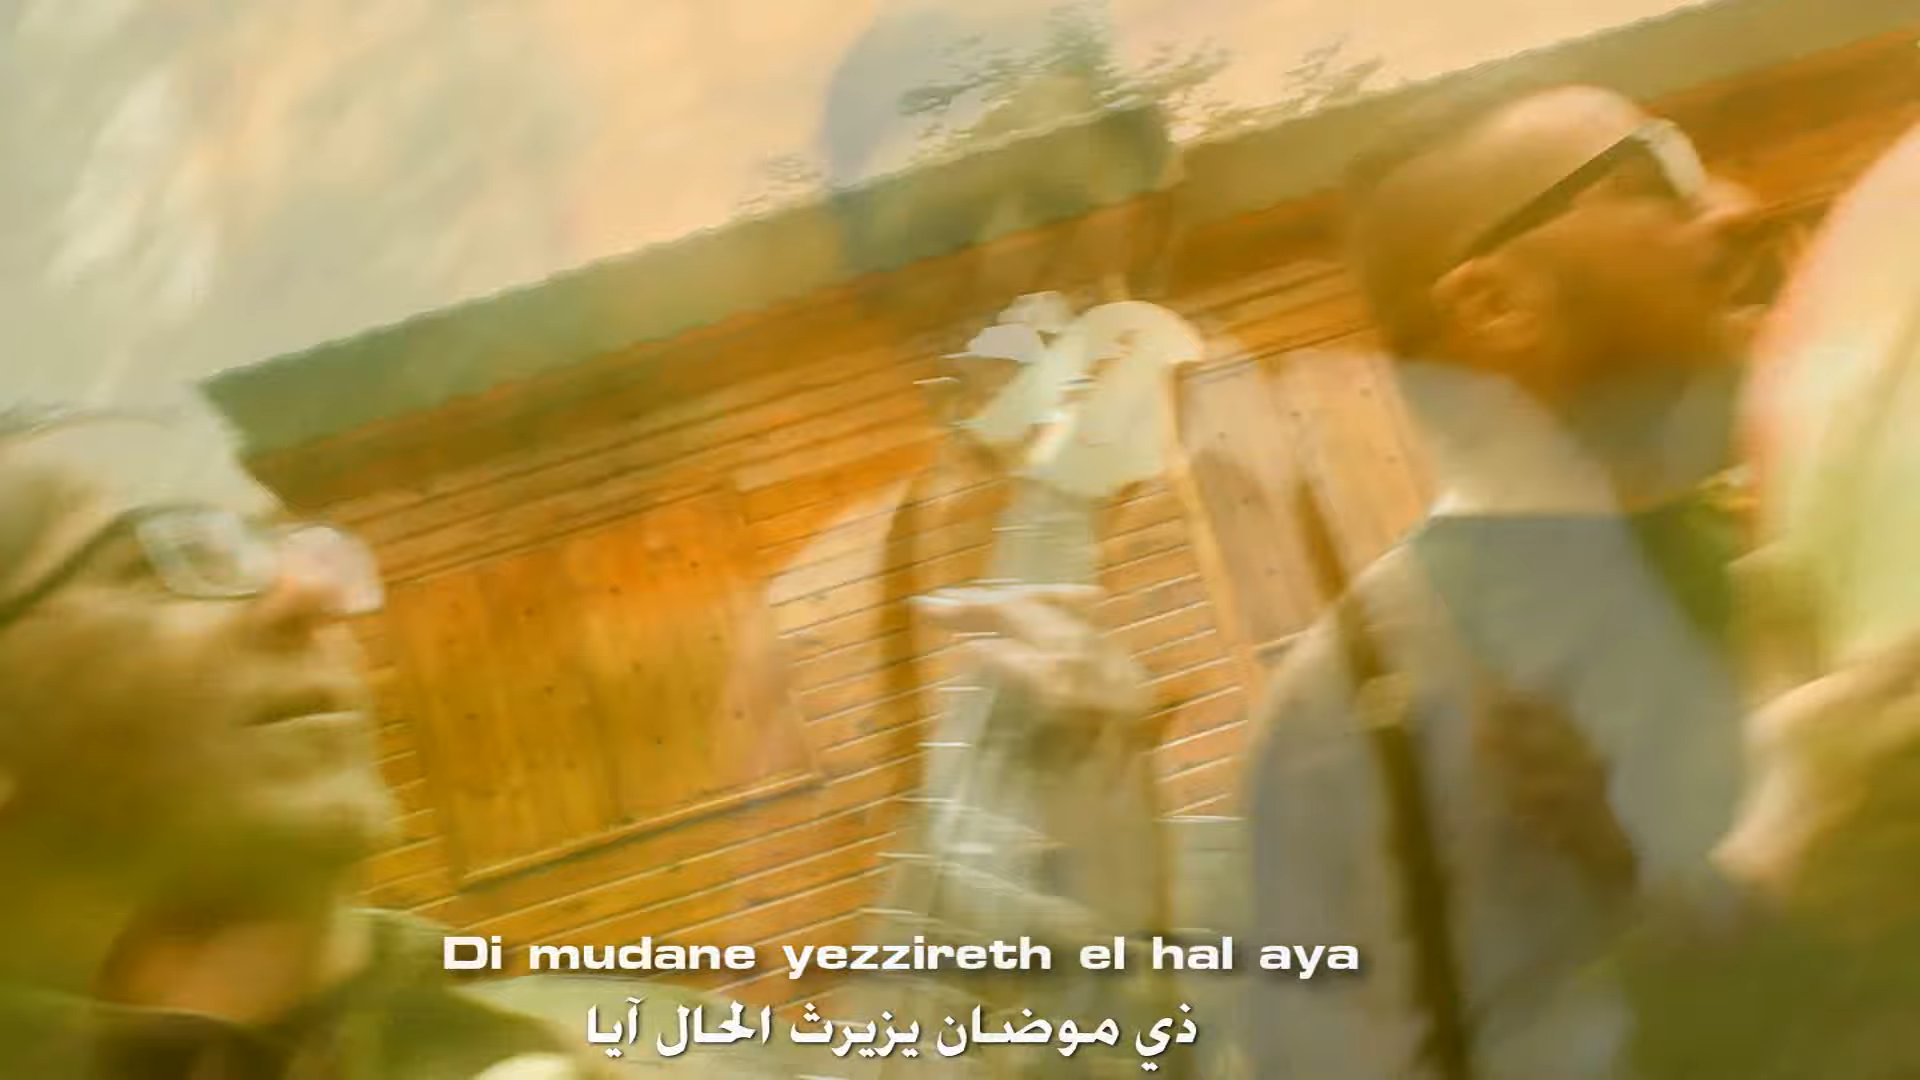 Di mudane yezzireth el hal aya
ذي موضان يزيرث الحال آيا